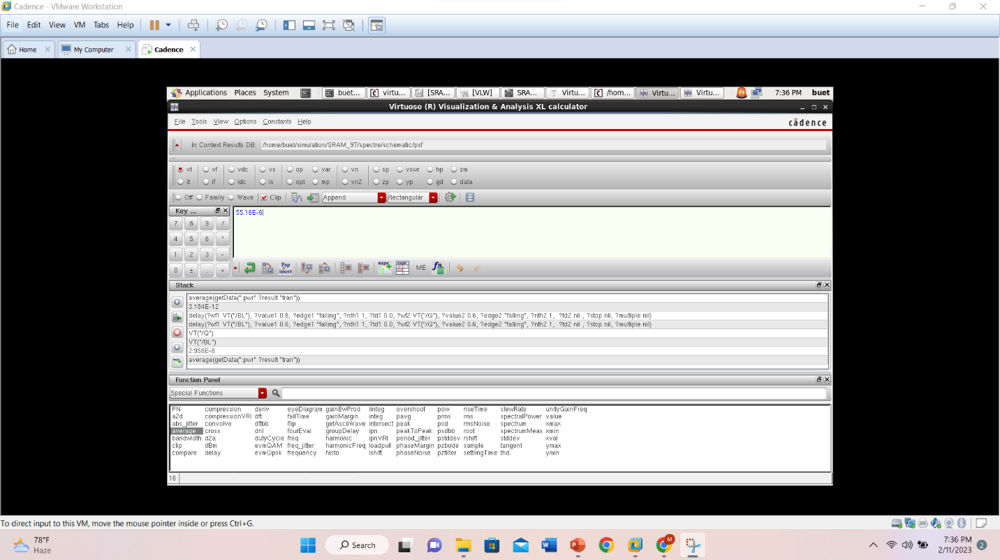 Cadence - VMware Workstation
File Edit View VM Tabs Help
Home My Computer Cadence
Applications Places System buet... virtu... [SRA... [VLW] SRA... Virtu... /hom... Virtu... Virtu... 7:36 PM buet
Virtuoso (R) Visualization & Analysis XL calculator
File Tools View Options Constants Help cādence
In Context Results DB: /home/buet/simulation/SRAM_9T/spectre/schematic/psf
vt vf vdc vs op var vn sp vswr hp zm
it if idc is opt mp vn2 zp yp gd data
Off Family Wave Clip Append Rectangular
Key ...
55.16E-6
7 8 9 /
4 5 6 *
1 2 3 -
0 ± . +
Pop insert expr expr ME fn
Stack
average(getData(":pwr" ?result "tran"))
3.184E-12
delay(?wf1 VT("/BL"), ?value1 0.6, ?edge1 "falling", ?nth1 1, ?td1 0.0, ?wf2 VT("/Q"), ?value2 0.6, ?edge2 "falling", ?nth2 1, ?td2 nil , ?stop nil, ?multiple nil)
delay(?wf1 VT("/BL"), ?value1 0.6, ?edge1 "falling", ?nth1 1, ?td1 0.0, ?wf2 VT("/Q"), ?value2 0.6, ?edge2 "falling", ?nth2 1, ?td2 nil , ?stop nil, ?multiple nil)
VT("/Q")
VT("/BL")
2.958E-6
average(getData(":pwr" ?result "tran"))
Function Panel
Special Functions
PN compression deriv eyeDiagram gainBwProd iinteg overshoot pow riseTime slewRate unityGainFreq
a2d compressionVRI dft fallTime gainMargin integ pavg prms rms spectralPower value
abs_jitter convolve dftbb flip getAsciiWave intersect peak psd rmsNoise spectrum xmax
average cross dnl fourEval groupDelay ipn peakToPeak psdbb root spectrumMeas xmin
bandwidth d2a dutyCycle freq harmonic ipnVRI period_jitter pstddev rshift stddev xval
clip dBm evmQAM freq_jitter harmonicFreq loadpull phaseMargin pzbode sample tangent ymax
compare delay evmQpsk frequency histo lshift phaseNoise pzfilter settlingTime thd ymin
16
To direct input to this VM, move the mouse pointer inside or press Ctrl+G.
78°F
Haze
Search
7:36 PM
2/11/2023
2